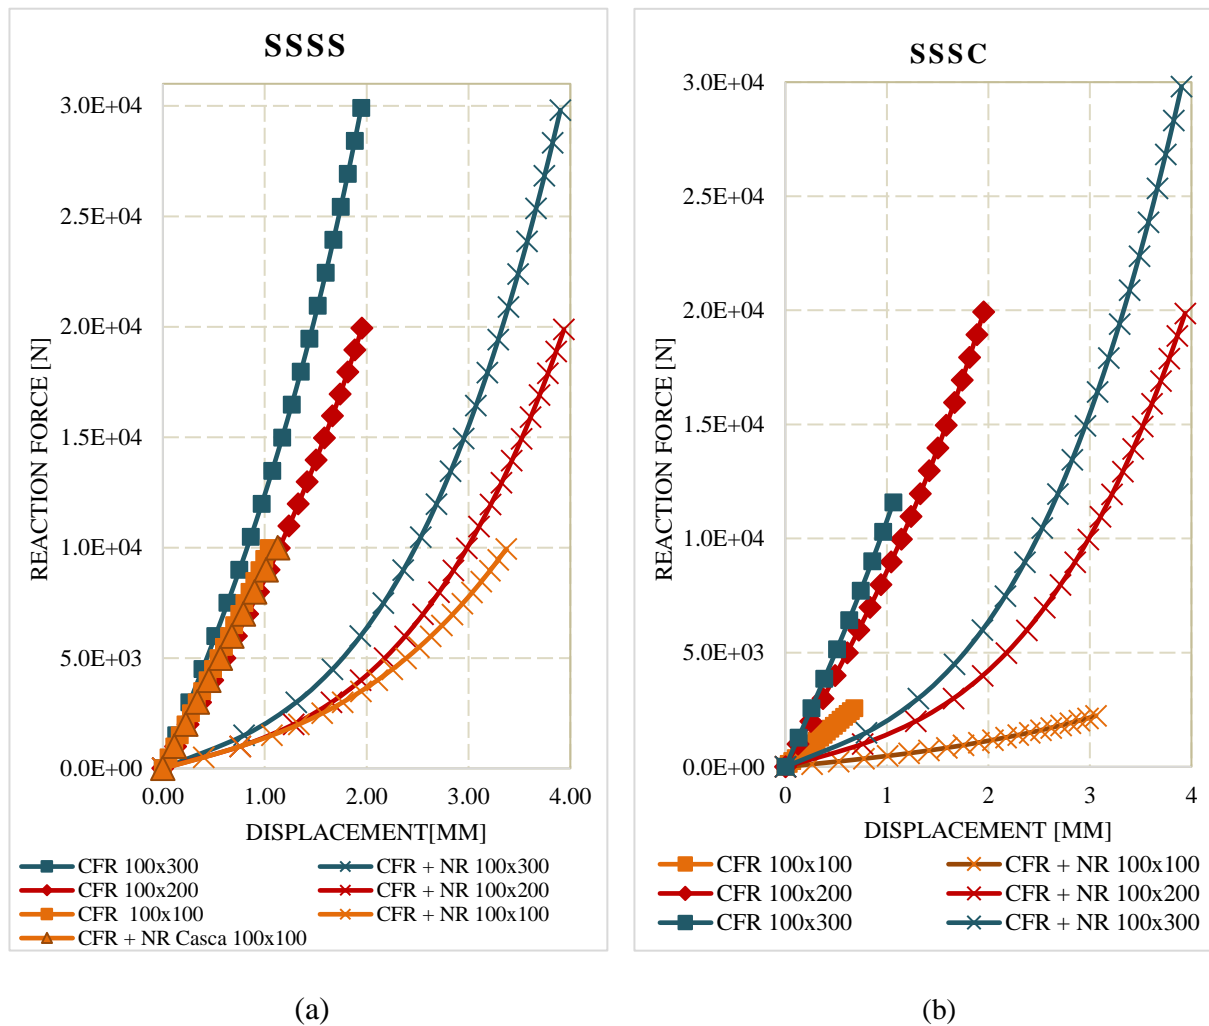 SSSS
3.0E+04
2.5E+04
2.0E+04
1.5E+04
1.0E+04
5.0E+03
0.0E+00
REACTION FORCE [N]
0.00 1.00 2.00 3.00 4.00
DISPLACEMENT[MM]
CFR 100x300 CFR + NR 100x300
CFR 100x200 CFR + NR 100x200
CFR 100x100 CFR + NR 100x100
CFR + NR Casca 100x100
(a)
SSSC
3.0E+04
2.5E+04
2.0E+04
1.5E+04
1.0E+04
5.0E+03
0.0E+00
REACTION FORCE [N]
0 1 2 3 4
DISPLACEMENT [MM]
CFR 100x100 CFR + NR 100x100
CFR 100x200 CFR + NR 100x200
CFR 100x300 CFR + NR 100x300
(b)